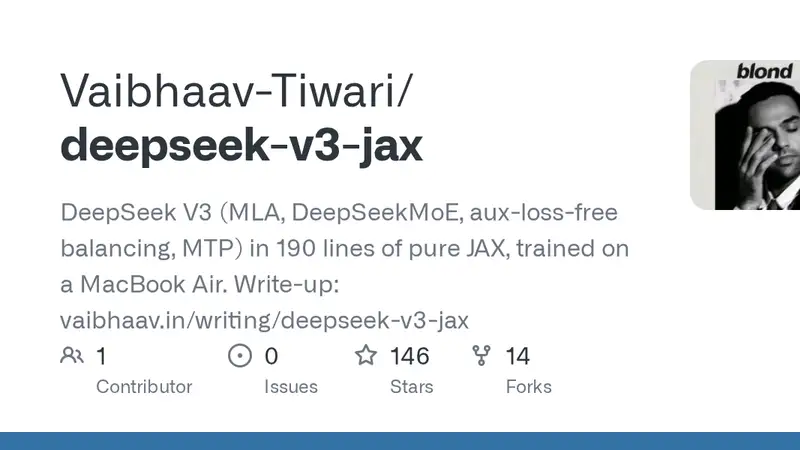 Vaibhaav-Tiwari/
deepseek-v3-jax
blond
DeepSeek V3 (MLA, DeepSeekMoE, aux-loss-free
balancing, MTP) in 190 lines of pure JAX, trained on
a MacBook Air. Write-up:
vaibhaav.in/writing/deepseek-v3-jax
1
Contributor
0
Issues
146
Stars
14
Forks